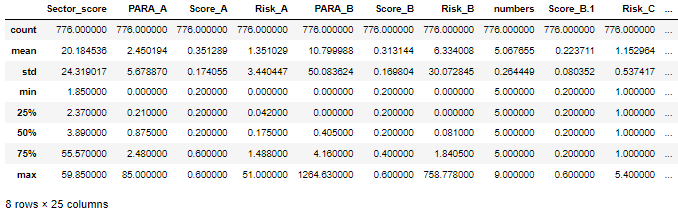 Sector_score PARA_A Score_A Risk_A PARA_B Score_B Risk_B numbers Score_B.1 Risk_C ...
count 776.000000 776.000000 776.000000 776.000000 776.000000 776.000000 776.000000 776.000000 776.000000 776.000000 ...
mean 20.184536 2.450194 0.351289 1.351029 10.799988 0.313144 6.334008 5.067655 0.223711 1.152964 ...
std 24.319017 5.678870 0.174055 3.440447 50.083624 0.169804 30.072845 0.264449 0.080352 0.537417 ...
min 1.850000 0.000000 0.200000 0.000000 0.000000 0.200000 0.000000 5.000000 0.200000 1.000000 ...
25% 2.370000 0.210000 0.200000 0.042000 0.000000 0.200000 0.000000 5.000000 0.200000 1.000000 ...
50% 3.890000 0.875000 0.200000 0.175000 0.405000 0.200000 0.081000 5.000000 0.200000 1.000000 ...
75% 55.570000 2.480000 0.600000 1.488000 4.160000 0.400000 1.840500 5.000000 0.200000 1.000000 ...
max 59.850000 85.000000 0.600000 51.000000 1264.630000 0.600000 758.778000 9.000000 0.600000 5.400000 ...
8 rows × 25 columns